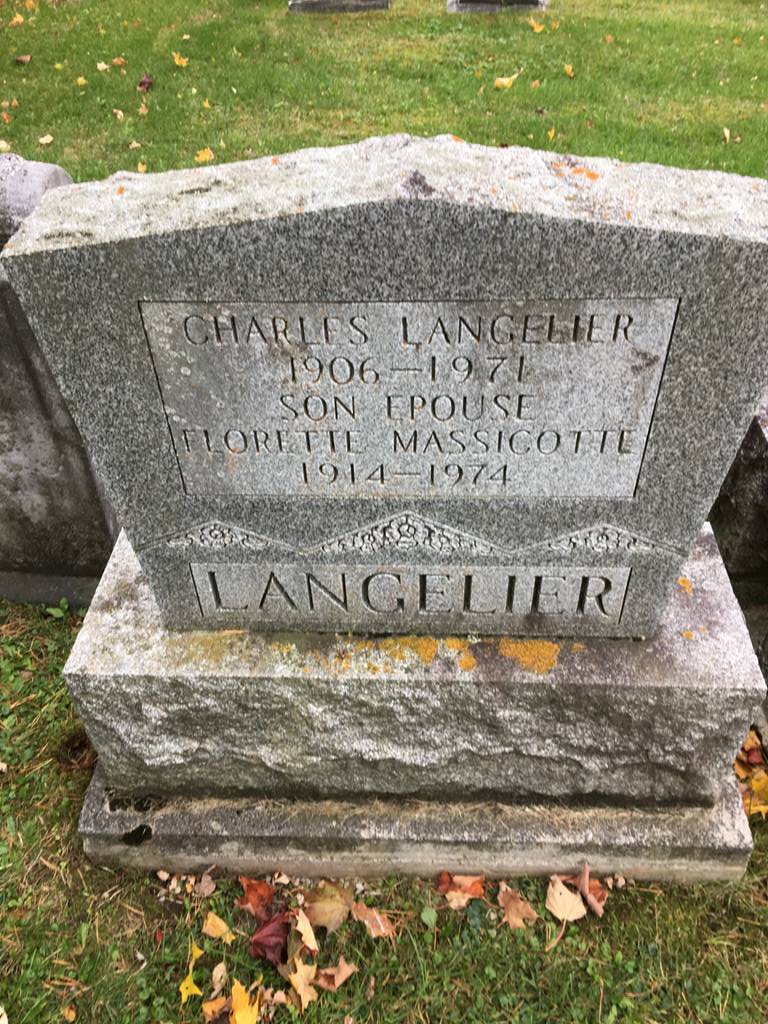 CHARLES LANGELIER
1906—1971
SON EPOUSE
FLORETTE MASSICOTTE
1914—1974
LANGELIER